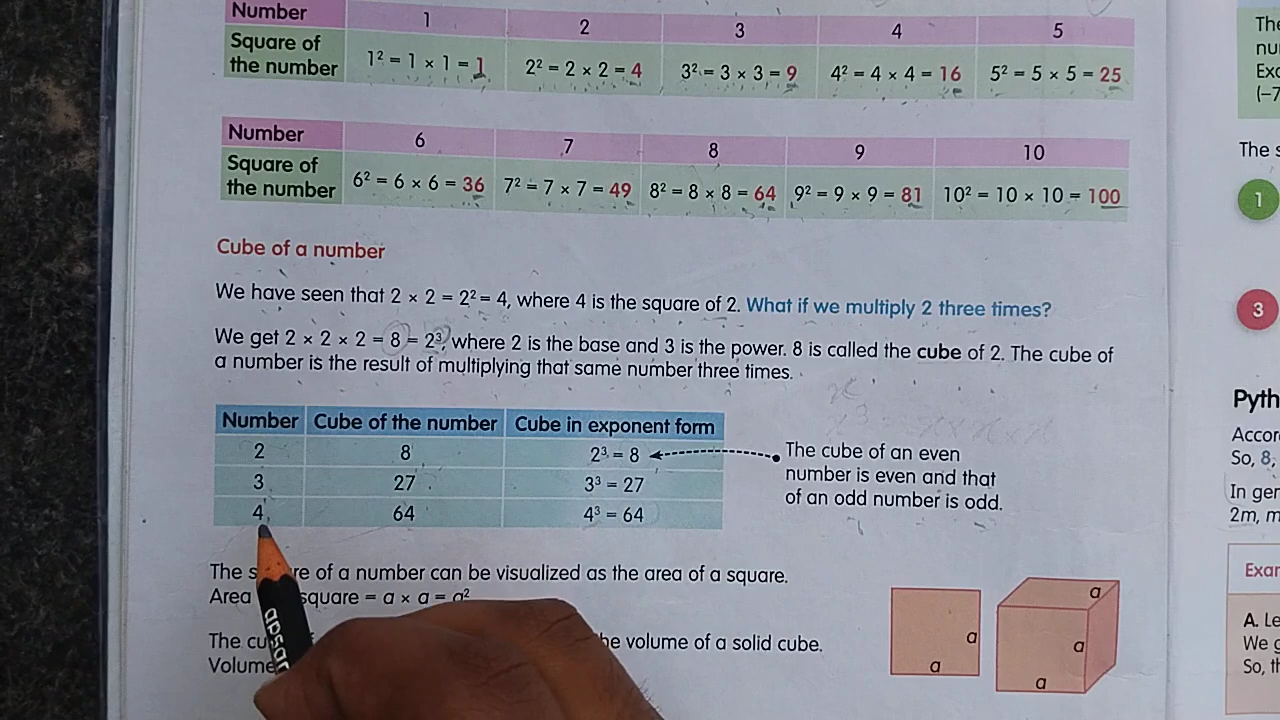 Number 1 2 3 4 5
Square of the number 1² = 1 × 1 = 1 2² = 2 × 2 = 4 3² = 3 × 3 = 9 4² = 4 × 4 = 16 5² = 5 × 5 = 25
Number 6 7 8 9 10
Square of the number 6² = 6 × 6 = 36 7² = 7 × 7 = 49 8² = 8 × 8 = 64 9² = 9 × 9 = 81 10² = 10 × 10 = 100
Cube of a number
We have seen that 2 × 2 = 2² = 4, where 4 is the square of 2. What if we multiply 2 three times?
We get 2 × 2 × 2 = 8 = 2³, where 2 is the base and 3 is the power. 8 is called the cube of 2. The cube of
a number is the result of multiplying that same number three times.
Number Cube of the number Cube in exponent form
2 8 2³ = 8
3 27 3³ = 27
4 64 4³ = 64
The cube of an even
number is even and that
of an odd number is odd.
The s re of a number can be visualized as the area of a square.
Area square = a × a = a²
The cu he volume of a solid cube.
Volume
apsara
a
a
a
a
a
The
nu
Exc
(–7
The s
1
3
Pyth
Accor
So, 8,
In gen
2m, m
Exar
A. Le
We g
So, th